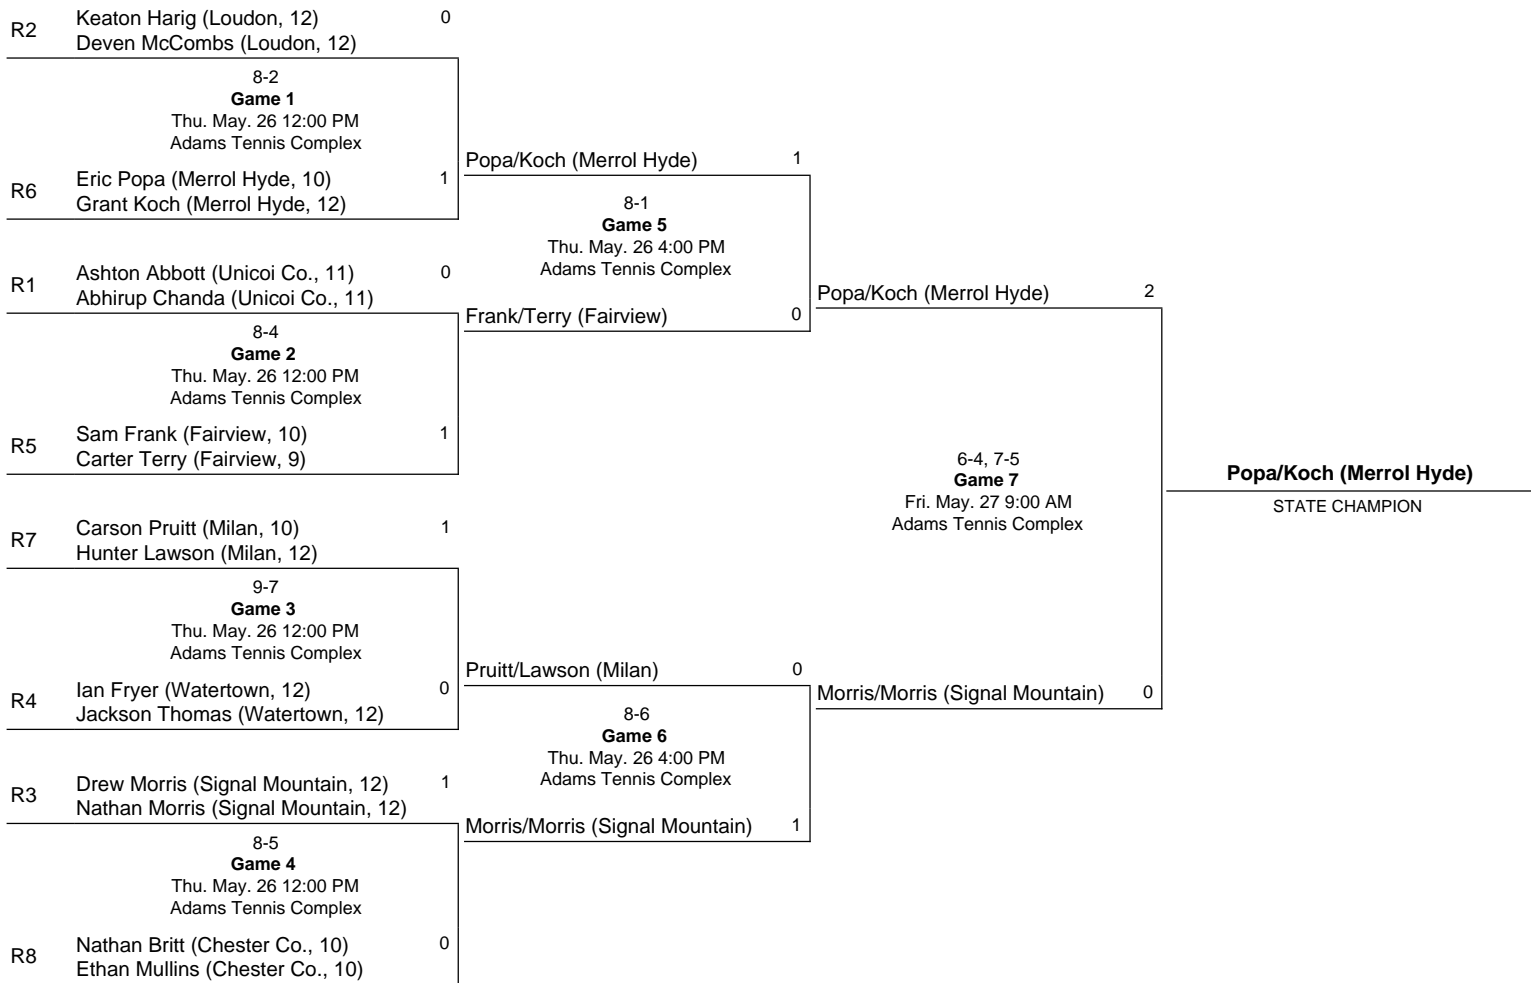 R2
Keaton Harig (Loudon, 12) 0
Deven McCombs (Loudon, 12)
8-2
Game 1
Thu. May. 26 12:00 PM
Adams Tennis Complex
R6
Eric Popa (Merrol Hyde, 10) 1
Grant Koch (Merrol Hyde, 12)
R1
Ashton Abbott (Unicoi Co., 11) 0
Abhirup Chanda (Unicoi Co., 11)
8-4
Game 2
Thu. May. 26 12:00 PM
Adams Tennis Complex
R5
Sam Frank (Fairview, 10) 1
Carter Terry (Fairview, 9)
R7
Carson Pruitt (Milan, 10) 1
Hunter Lawson (Milan, 12)
9-7
Game 3
Thu. May. 26 12:00 PM
Adams Tennis Complex
R4
Ian Fryer (Watertown, 12) 0
Jackson Thomas (Watertown, 12)
R3
Drew Morris (Signal Mountain, 12) 1
Nathan Morris (Signal Mountain, 12)
8-5
Game 4
Thu. May. 26 12:00 PM
Adams Tennis Complex
R8
Nathan Britt (Chester Co., 10) 0
Ethan Mullins (Chester Co., 10)
Popa/Koch (Merrol Hyde) 1
8-1
Game 5
Thu. May. 26 4:00 PM
Adams Tennis Complex
Frank/Terry (Fairview) 0
Pruitt/Lawson (Milan) 0
8-6
Game 6
Thu. May. 26 4:00 PM
Adams Tennis Complex
Morris/Morris (Signal Mountain) 1
Popa/Koch (Merrol Hyde) 2
6-4, 7-5
Game 7
Fri. May. 27 9:00 AM
Adams Tennis Complex
Morris/Morris (Signal Mountain) 0
Popa/Koch (Merrol Hyde)
STATE CHAMPION